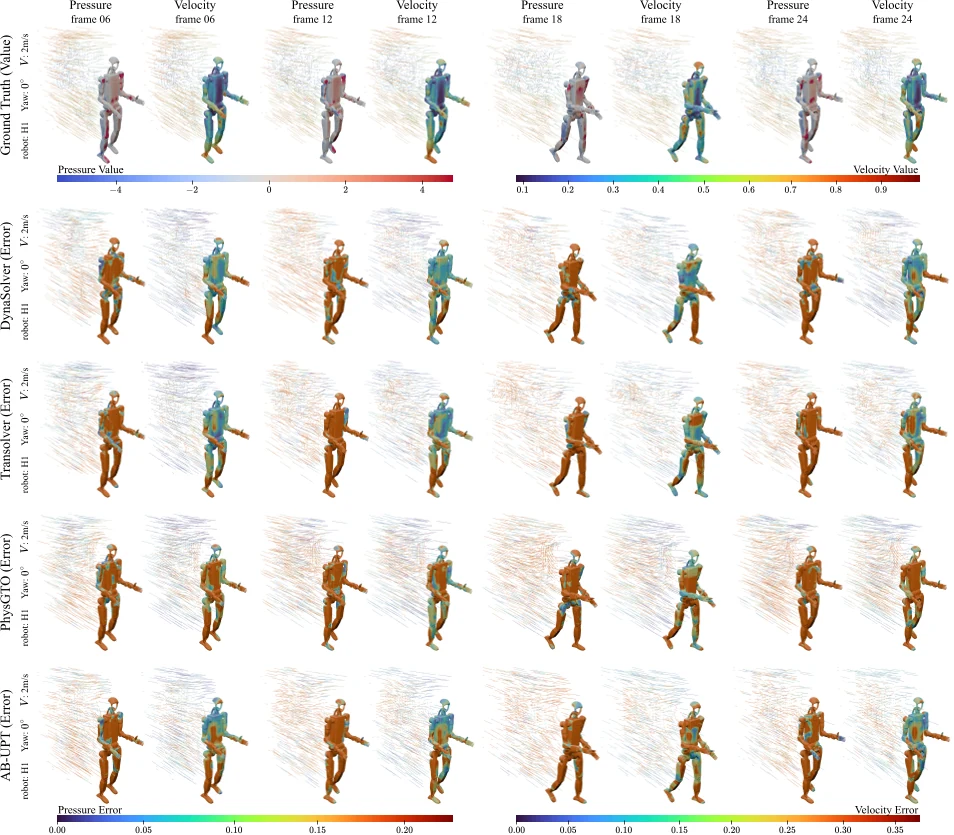 Pressure Velocity Pressure Velocity Pressure Velocity Pressure Velocity
frame 06 frame 06 frame 12 frame 12 frame 18 frame 18 frame 24 frame 24
Ground Truth (Value)
robot: H1 Yaw: 0° V: 2m/s
Pressure Value
−4 −2 0 2 4
Velocity Value
0.1 0.2 0.3 0.4 0.5 0.6 0.7 0.8 0.9
DynaSolver (Error)
robot: H1 Yaw: 0° V: 2m/s
Transolver (Error)
robot: H1 Yaw: 0° V: 2m/s
PhysGTO (Error)
robot: H1 Yaw: 0° V: 2m/s
AB-UPT (Error)
robot: H1 Yaw: 0° V: 2m/s
Pressure Error
0.00 0.05 0.10 0.15 0.20
Velocity Error
0.00 0.05 0.10 0.15 0.20 0.25 0.30 0.35